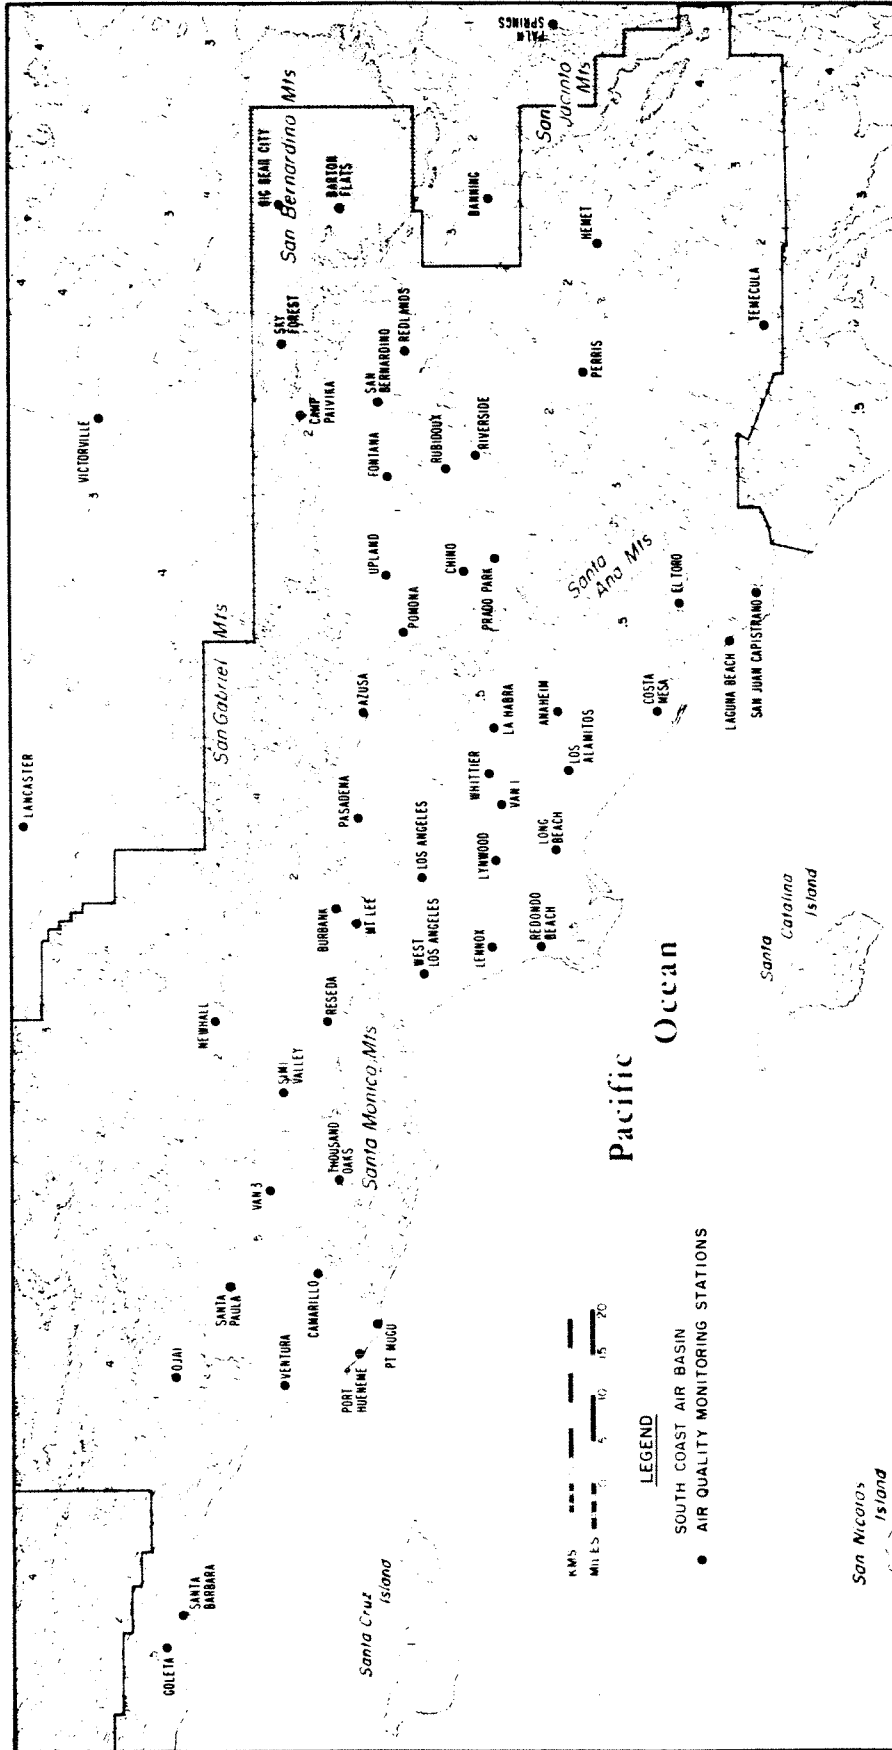 LANCASTER
VICTORVILLE
GOLETA
SANTA
BARBARA
OJAI
SANTA
PAULA
NEWHALL
San Gabriel Mts
BIG BEAR CITY
San Bernardino Mts
SKY
FOREST
BARTON
FLATS
CAMP
PAIVIKA
VENTURA
VAN 3
SIMI
VALLEY
CAMARILLO
THOUSAND
OAKS
RESEDA
BURBANK
MT LEE
PASADENA
AZUSA
UPLAND
FONTANA
SAN
BERNARDINO
REDLANDS
PORT
HUENEME
PT MUGU
Santa Monica Mts
WEST
LOS ANGELES
LOS ANGELES
POMONA
CHINO
RUBIDOUX
RIVERSIDE
BANNING
PALM
SPRINGS
San
Jacinto
Mts
Santa Cruz
Island
LENNOX
LYNWOOD
WHITTIER
VAN 1
LA HABRA
PRADO PARK
REDONDO
BEACH
LONG
BEACH
LOS
ALAMITOS
ANAHEIM
Santa
Ana Mts
PERRIS
HEMET
Pacific
Ocean
COSTA
MESA
EL TORO
LAGUNA BEACH
SAN JUAN CAPISTRANO
TEMECULA
Santa
Catalina
Island
KMS
MILES 0 5 10 15 20
LEGEND
SOUTH COAST AIR BASIN
● AIR QUALITY MONITORING STATIONS
San Nicolas
Island